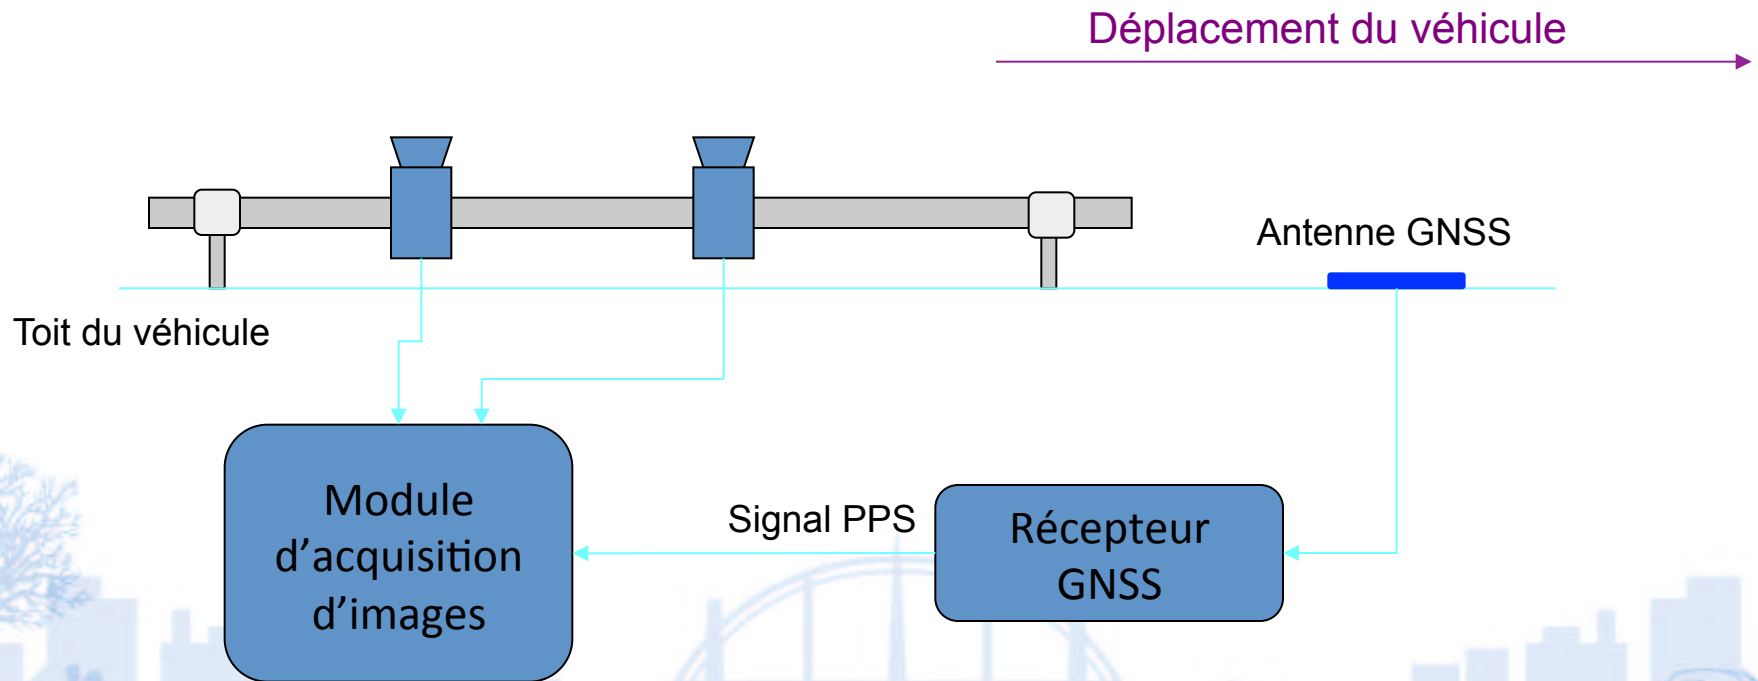 Déplacement du véhicule
Antenne GNSS
Toit du véhicule
Module
d’acquisition
d’images
Signal PPS
Récepteur
GNSS